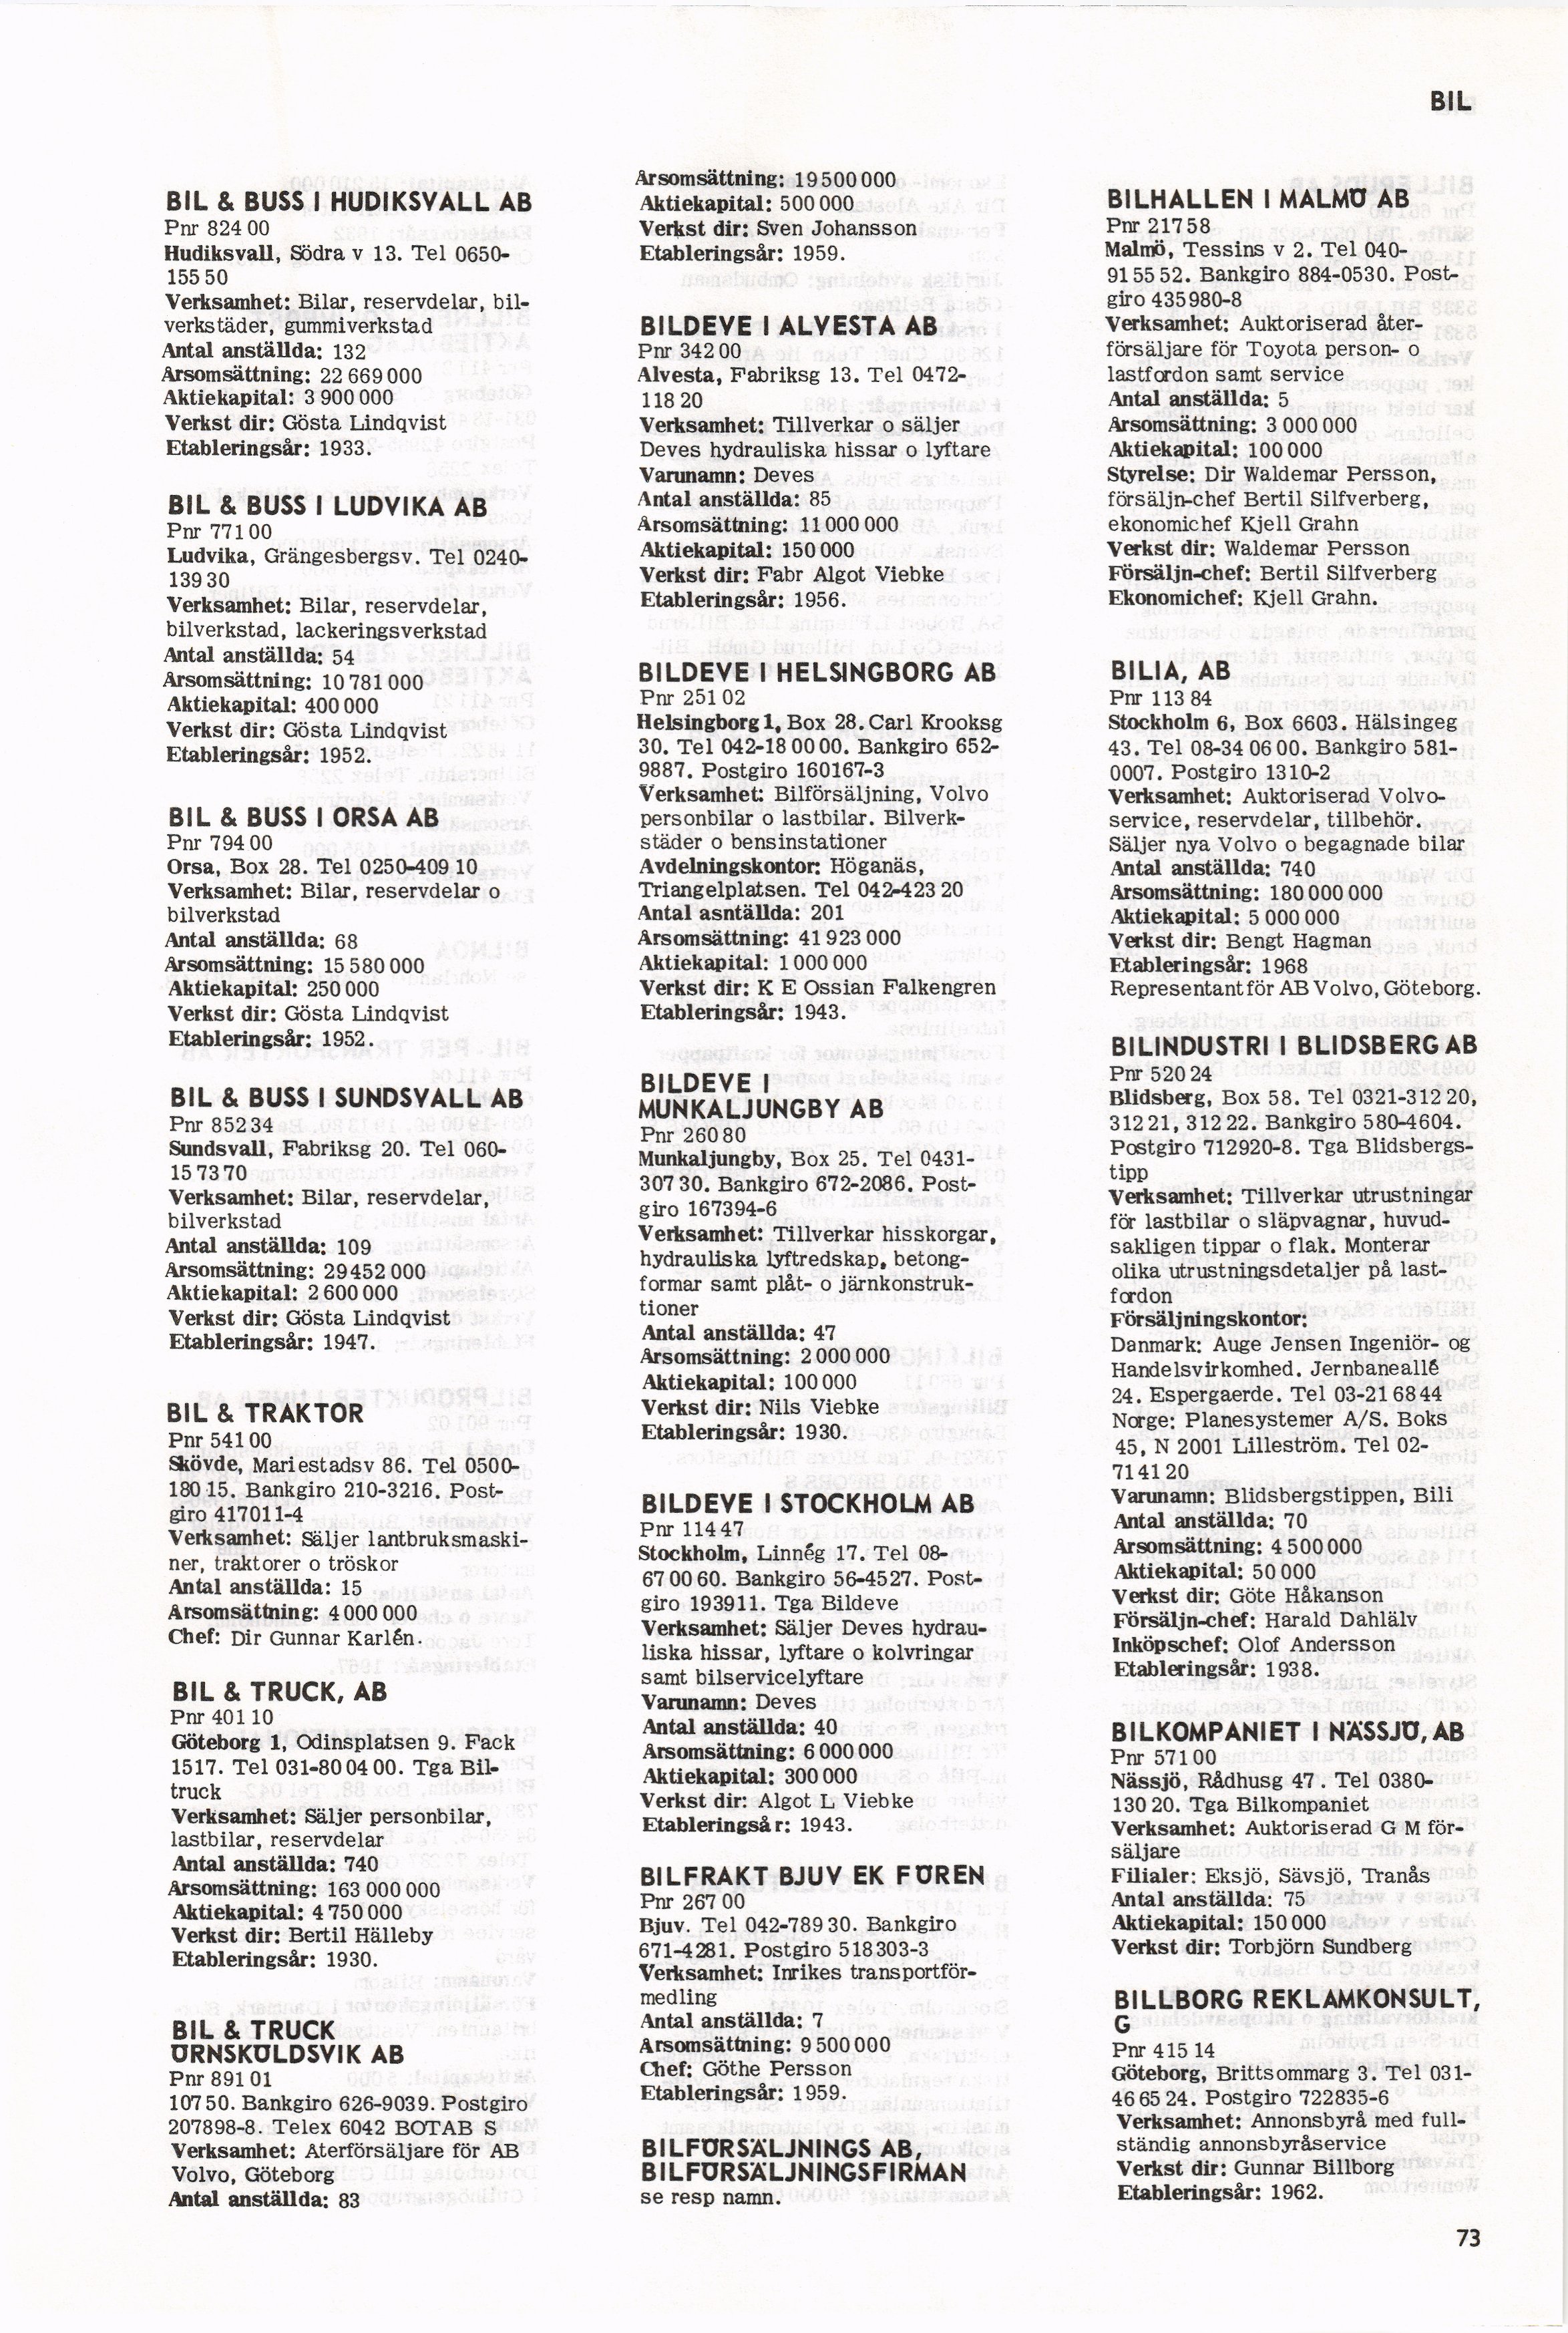 BIL
BIL & BUSS I HUDIKSVALL AB
Pnr 824 00
Hudiksvall, Södra v 13. Tel 0650-
155 50
Verksamhet: Bilar, reservdelar, bil-
verkstäder, gummiverkstad
Antal anställda: 132
Årsomsättning: 22 669 000
Aktiekapital: 3 900 000
Verkst dir: Gösta Lindqvist
Etableringsår: 1933.
BIL & BUSS I LUDVIKA AB
Pnr 771 00
Ludvika, Grängesbergsv. Tel 0240-
139 30
Verksamhet: Bilar, reservdelar,
bilverkstad, lackeringsverkstad
Antal anställda: 54
Årsomsättning: 10 781 000
Aktiekapital: 400 000
Verkst dir: Gösta Lindqvist
Etableringsår: 1952.
BIL & BUSS I ORSA AB
Pnr 794 00
Orsa, Box 28. Tel 0250-409 10
Verksamhet: Bilar, reservdelar o
bilverkstad
Antal anställda: 68
Årsomsättning: 15 580 000
Aktiekapital: 250 000
Verkst dir: Gösta Lindqvist
Etableringsår: 1952.
BIL & BUSS I SUNDSVALL AB
Pnr 852 34
Sundsvall, Fabriksg 20. Tel 060-
15 73 70
Verksamhet: Bilar, reservdelar,
bilverkstad
Antal anställda: 109
Årsomsättning: 29 452 000
Aktiekapital: 2 600 000
Verkst dir: Gösta Lindqvist
Etableringsår: 1947.
BIL & TRAKTOR
Pnr 541 00
Skövde, Mariestadsv 86. Tel 0500-
180 15. Bankgiro 210-3216. Post-
giro 417011-4
Verksamhet: Säljer lantbruksmaski-
ner, traktorer o tröskor
Antal anställda: 15
Årsomsättning: 4 000 000
Chef: Dir Gunnar Karlén.
BIL & TRUCK, AB
Pnr 401 10
Göteborg 1, Odinsplatsen 9. Fack
1517. Tel 031-80 04 00. Tga Bil-
truck
Verksamhet: Säljer personbilar,
lastbilar, reservdelar
Antal anställda: 740
Årsomsättning: 163 000 000
Aktiekapital: 4 750 000
Verkst dir: Bertil Hälleby
Etableringsår: 1930.
BIL & TRUCK
ÖRNSKÖLDSVIK AB
Pnr 891 01
107 50. Bankgiro 626-9039. Postgiro
207898-8. Telex 6042 BOTAB S
Verksamhet: Återförsäljare för AB
Volvo, Göteborg
Antal anställda: 83
Årsomsättning: 19 500 000
Aktiekapital: 500 000
Verkst dir: Sven Johansson
Etableringsår: 1959.
BILDEVE I ALVESTA AB
Pnr 342 00
Alvesta, Fabriksg 13. Tel 0472-
118 20
Verksamhet: Tillverkar o säljer
Deves hydrauliska hissar o lyftare
Varunamn: Deves
Antal anställda: 85
Årsomsättning: 11 000 000
Aktiekapital: 150 000
Verkst dir: Fabr Algot Viebke
Etableringsår: 1956.
BILDEVE I HELSINGBORG AB
Pnr 251 02
Helsingborg 1, Box 28. Carl Krooksg
30. Tel 042-18 00 00. Bankgiro 652-
9887. Postgiro 160167-3
Verksamhet: Bilförsäljning, Volvo
personbilar o lastbilar. Bilverk-
städer o bensinstationer
Avdelningskontor: Höganäs,
Triangelplatsen. Tel 042-423 20
Antal asntällda: 201
Årsomsättning: 41 923 000
Aktiekapital: 1 000 000
Verkst dir: K E Ossian Falkengren
Etableringsår: 1943.
BILDEVE I
MUNKALJUNGBY AB
Pnr 260 80
Munkaljungby, Box 25. Tel 0431-
307 30. Bankgiro 672-2086. Post-
giro 167394-6
Verksamhet: Tillverkar hisskorgar,
hydrauliska lyftredskap, betong-
formar samt plåt- o järnkonstruk-
tioner
Antal anställda: 47
Årsomsättning: 2 000 000
Aktiekapital: 100 000
Verkst dir: Nils Viebke
Etableringsår: 1930.
BILDEVE I STOCKHOLM AB
Pnr 114 47
Stockholm, Linnég 17. Tel 08-
67 00 60. Bankgiro 56-4527. Post-
giro 193911. Tga Bildeve
Verksamhet: Säljer Deves hydrau-
liska hissar, lyftare o kolvringar
samt bilservicelyftare
Varunamn: Deves
Antal anställda: 40
Årsomsättning: 6 000 000
Aktiekapital: 300 000
Verkst dir: Algot L Viebke
Etableringsår: 1943.
BILFRAKT BJUV EK FÖREN
Pnr 267 00
Bjuv. Tel 042-789 30. Bankgiro
671-4281. Postgiro 518303-3
Verksamhet: Inrikes transportför-
medling
Antal anställda: 7
Årsomsättning: 9 500 000
Chef: Göthe Persson
Etableringsår: 1959.
BILFÖRSÄLJNINGS AB,
BILFÖRSÄLJNINGSFIRMAN
se resp namn.
BILHALLEN I MALMÖ AB
Pnr 217 58
Malmö, Tessins v 2. Tel 040-
91 55 52. Bankgiro 884-0530. Post-
giro 435980-8
Verksamhet: Auktoriserad åter-
försäljare för Toyota person- o
lastfordon samt service
Antal anställda: 5
Årsomsättning: 3 000 000
Aktiekapital: 100 000
Styrelse: Dir Waldemar Persson,
försäljn-chef Bertil Silfverberg,
ekonomichef Kjell Grahn
Verkst dir: Waldemar Persson
Försäljn-chef: Bertil Silfverberg
Ekonomichef: Kjell Grahn.
BILIA, AB
Pnr 113 84
Stockholm 6, Box 6603. Hälsingeg
43. Tel 08-34 06 00. Bankgiro 581-
0007. Postgiro 1310-2
Verksamhet: Auktoriserad Volvo-
service, reservdelar, tillbehör.
Säljer nya Volvo o begagnade bilar
Antal anställda: 740
Årsomsättning: 180 000 000
Aktiekapital: 5 000 000
Verkst dir: Bengt Hagman
Etableringsår: 1968
Representant för AB Volvo, Göteborg.
BILINDUSTRI I BLIDSBERG AB
Pnr 520 24
Blidsberg, Box 58. Tel 0321-312 20,
312 21, 312 22. Bankgiro 580-4604.
Postgiro 712920-8. Tga Blidsbergs-
tipp
Verksamhet: Tillverkar utrustningar
för lastbilar o släpvagnar, huvud-
sakligen tippar o flak. Monterar
olika utrustningsdetaljer på last-
fordon
Försäljningskontor:
Danmark: Auge Jensen Ingeniör- og
Handelsvirkomhed. Jernbaneallé
24. Espergaerde. Tel 03-21 68 44
Norge: Planesystemer A/S. Boks
45, N 2001 Lilleström. Tel 02-
71 41 20
Varunamn: Blidsbergstippen, Bili
Antal anställda: 70
Årsomsättning: 4 500 000
Aktiekapital: 50 000
Verkst dir: Göte Håkanson
Försäljn-chef: Harald Dahlälv
Inköpschef: Olof Andersson
Etableringsår: 1938.
BILKOMPANIET I NÄSSJÖ, AB
Pnr 571 00
Nässjö, Rådhusg 47. Tel 0380-
130 20. Tga Bilkompaniet
Verksamhet: Auktoriserad G M för-
säljare
Filialer: Eksjö, Sävsjö, Tranås
Antal anställda: 75
Aktiekapital: 150 000
Verkst dir: Torbjörn Sundberg
BILLBORG REKLAMKONSULT,
G
Pnr 415 14
Göteborg, Brittsommarg 3. Tel 031-
46 65 24. Postgiro 722835-6
Verksamhet: Annonsbyrå med full-
ständig annonsbyråservice
Verkst dir: Gunnar Billborg
Etableringsår: 1962.
73